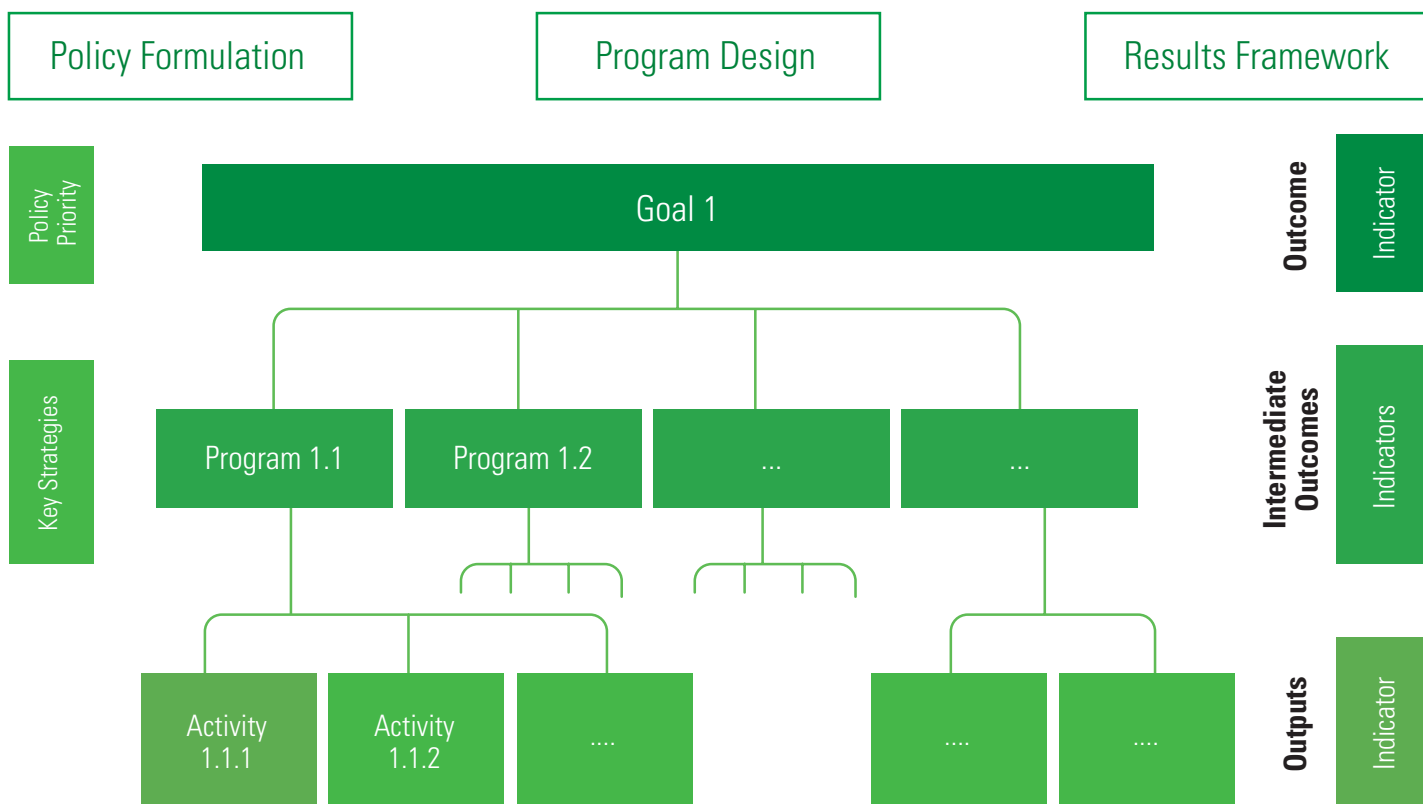 Policy Formulation
Program Design
Results Framework
Policy
Priority
Goal 1
Outcome
Indicator
Key Strategies
Program 1.1
Program 1.2
...
...
Intermediate
Outcomes
Indicators
Activity
1.1.1
Activity
1.1.2
....
....
....
Outputs
Indicator